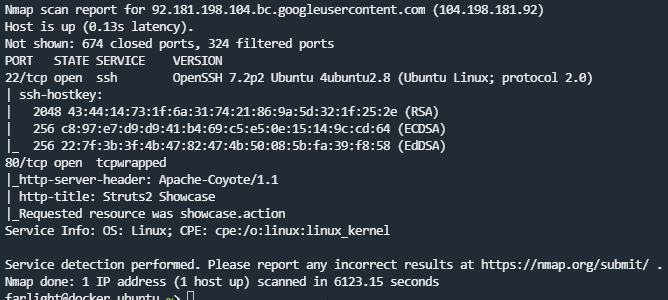 Nmap scan report for 92.181.198.104.bc.googleusercontent.com (104.198.181.92)
Host is up (0.13s latency).
Not shown: 674 closed ports, 324 filtered ports
PORT   STATE SERVICE    VERSION
22/tcp open  ssh        OpenSSH 7.2p2 Ubuntu 4ubuntu2.8 (Ubuntu Linux; protocol 2.0)
| ssh-hostkey:
|   2048 43:44:14:73:1f:6a:31:74:21:86:9a:5d:32:1f:25:2e (RSA)
|   256 c8:97:e7:d9:d9:41:b4:69:c5:e5:0e:15:14:9c:cd:64 (ECDSA)
|_  256 22:7f:3b:3f:4b:47:82:47:4b:50:08:5b:fa:39:f8:58 (EdDSA)
80/tcp open  tcpwrapped
|_http-server-header: Apache-Coyote/1.1
| http-title: Struts2 Showcase
|_Requested resource was showcase.action
Service Info: OS: Linux; CPE: cpe:/o:linux:linux_kernel

Service detection performed. Please report any incorrect results at https://nmap.org/submit/ .
Nmap done: 1 IP address (1 host up) scanned in 6123.15 seconds
farlight@docker_ubuntu ~>